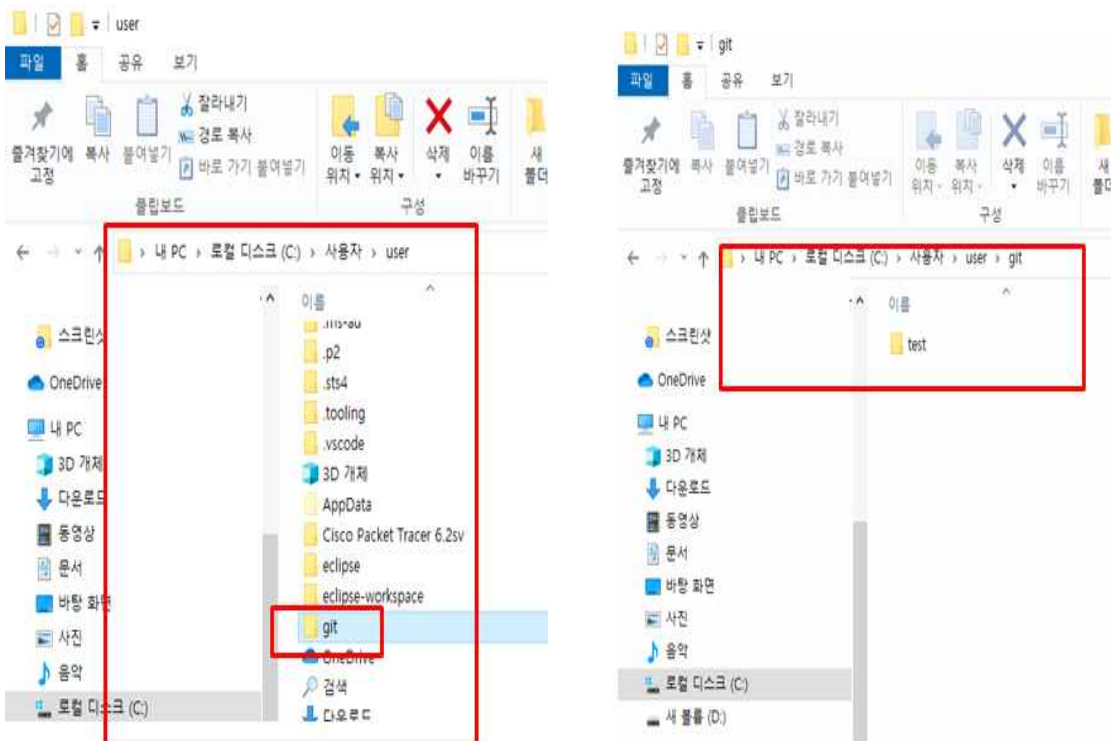 user
파일 홈 공유 보기
즐겨찾기에 고정
복사
붙여넣기
잘라내기
경로 복사
바로 가기 붙여넣기
이동 위치
복사 위치
삭제
이름 바꾸기
새
클립보드
구성
내 PC > 로컬 디스크 (C:) > 사용자 > user
스크린샷
OneDrive
내 PC
3D 개체
다운로드
동영상
문서
바탕 화면
사진
음악
로컬 디스크 (C:)
이름
.p2
.sts4
.tooling
.vscode
3D 개체
AppData
Cisco Packet Tracer 6.2sv
eclipse
eclipse-workspace
git
OneDrive
검색
다운로드
git
파일 홈 공유 보기
즐겨찾기에 고정
복사
붙여넣기
잘라내기
경로 복사
바로 가기 붙여넣기
이동 위치
복사 위치
삭제
이름 바꾸기
새
클립보드
구성
내 PC > 로컬 디스크 (C:) > 사용자 > user > git
스크린샷
OneDrive
내 PC
3D 개체
다운로드
동영상
문서
바탕 화면
사진
음악
로컬 디스크 (C:)
새 볼륨 (D:)
이름
test